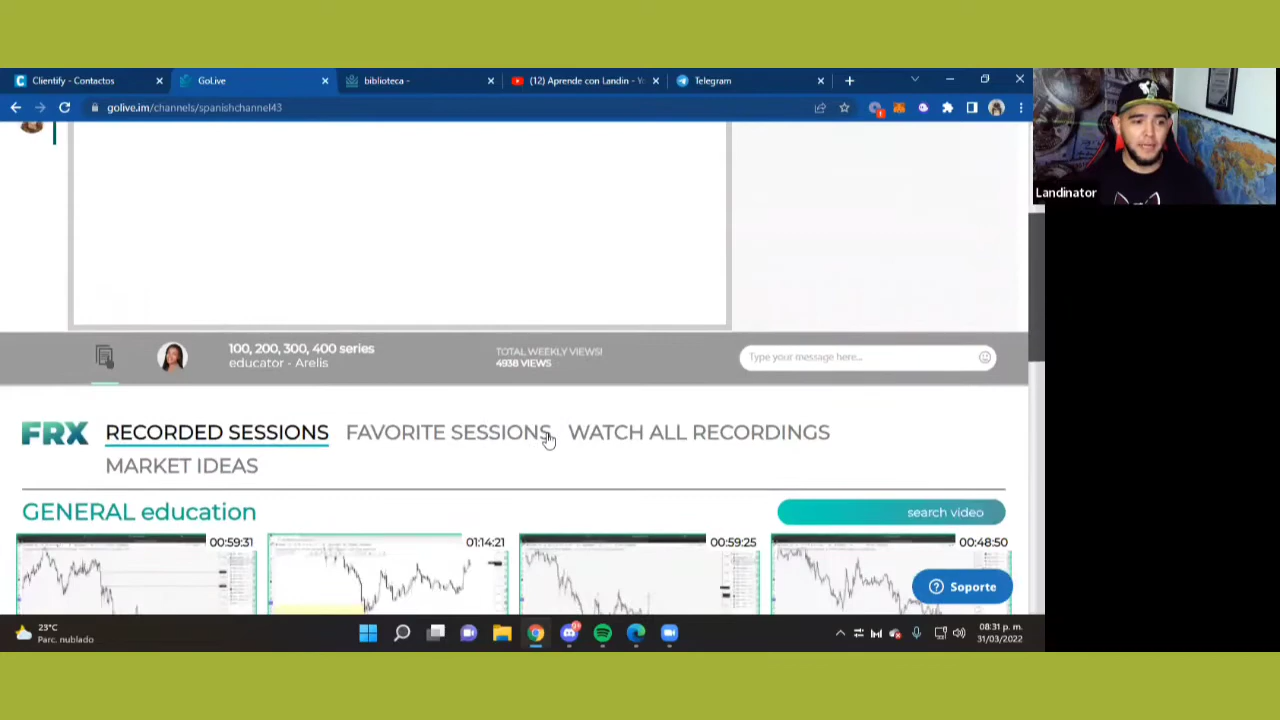 Clientify - Contactos
GoLive
biblioteca -
(12) Aprende con Landin - Yo
Telegram
golive.im/channels/spanishchannel43
Landinator
100, 200, 300, 400 series
educator - Arelis
TOTAL WEEKLY VIEWS!
4938 VIEWS
Type your message here...
FRX RECORDED SESSIONS FAVORITE SESSIONS WATCH ALL RECORDINGS
MARKET IDEAS
GENERAL education
search video
00:59:31
01:14:21
00:59:25
00:48:50
Soporte
23°C
Parc. nublado
08:31 p. m.
31/03/2022